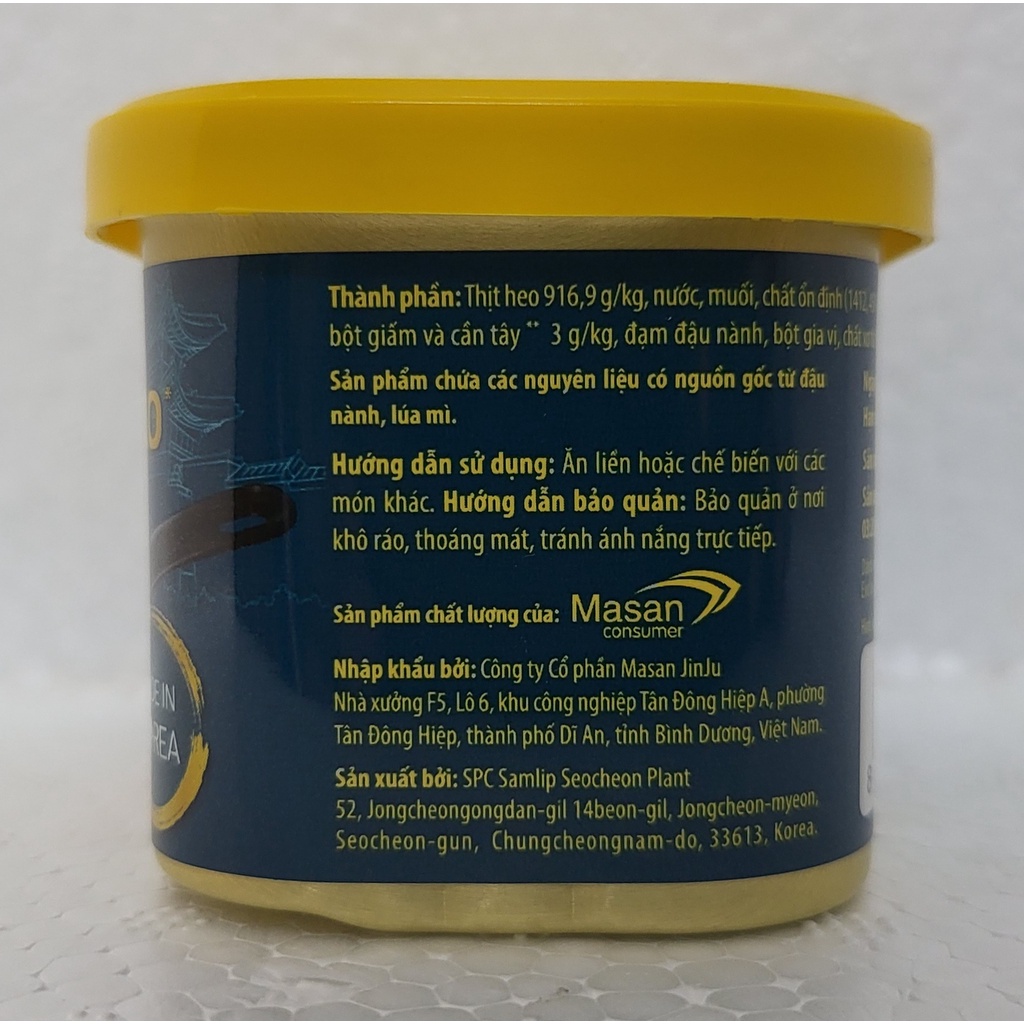 Thành phần: Thịt heo 916,9 g/kg, nước, muối, chất ổn định (1412,
bột giấm và cần tây ** 3 g/kg, đạm đậu nành, bột gia vị, chất
Sản phẩm chứa các nguyên liệu có nguồn gốc từ đậu
nành, lúa mì.
Hướng dẫn sử dụng: Ăn liền hoặc chế biến với các
món khác. Hướng dẫn bảo quản: Bảo quản ở nơi
khô ráo, thoáng mát, tránh ánh nắng trực tiếp.
Sản phẩm chất lượng của: Masan
consumer
Nhập khẩu bởi: Công ty Cổ phần Masan JinJu
Nhà xưởng F5, Lô 6, khu công nghiệp Tân Đông Hiệp A, phường
Tân Đông Hiệp, thành phố Dĩ An, tỉnh Bình Dương, Việt Nam.
Sản xuất bởi: SPC Samlip Seocheon Plant
52, Jongcheongongdan-gil 14beon-gil, Jongcheon-myeon,
Seocheon-gun, Chungcheongnam-do, 33613, Korea.
DE IN
REA